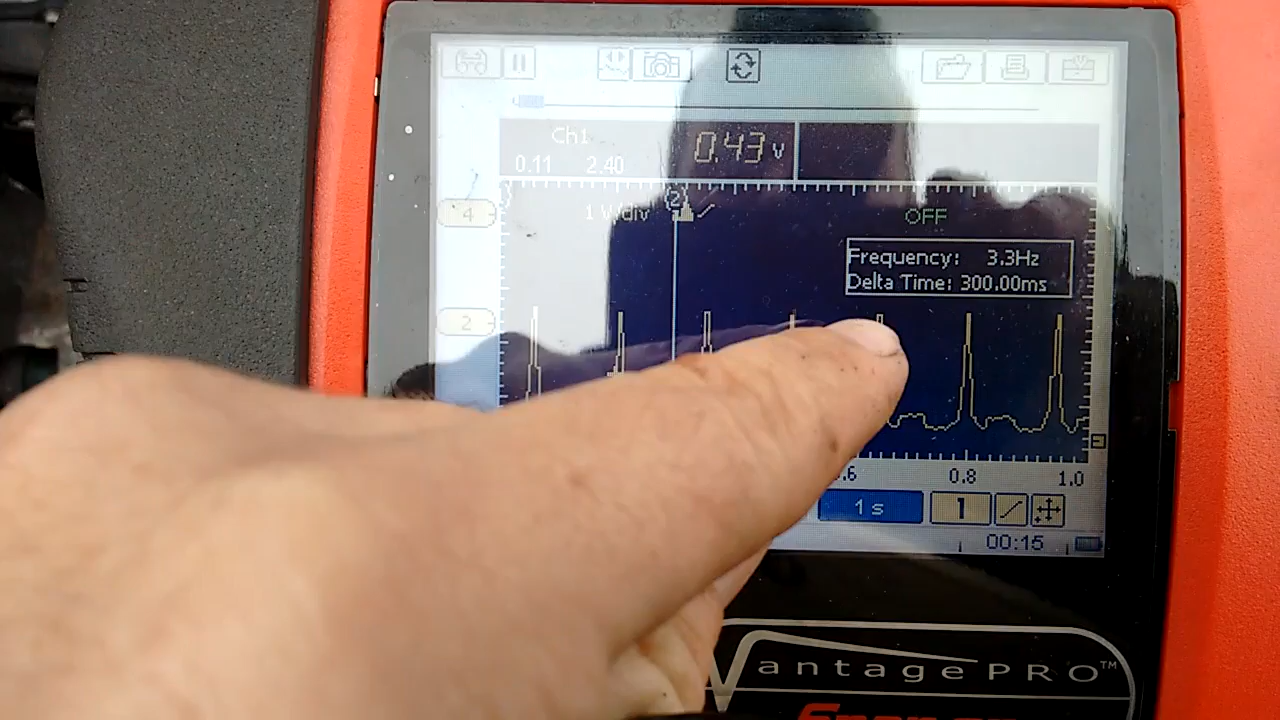 Ch1
0.43 v
0.11 2.40
4
2
1 V/div
OFF
Frequency: 3.3Hz
Delta Time: 300.00ms
2
.6 0.8 1.0
1 s 1
00:15
VantagePRO™